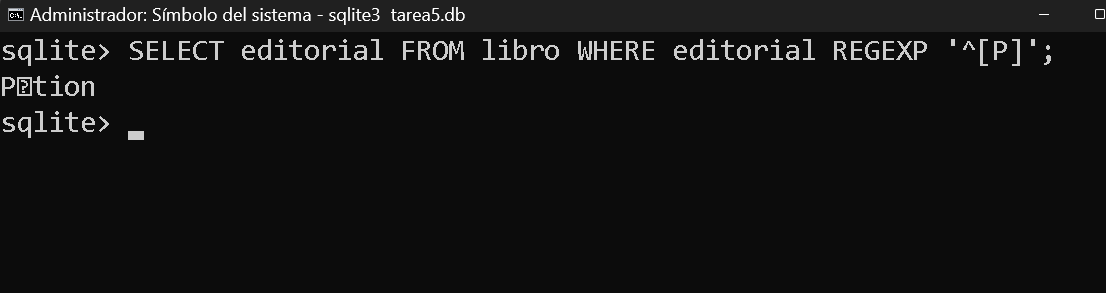 Administrador: Símbolo del sistema - sqlite3 tarea5.db
sqlite> SELECT editorial FROM libro WHERE editorial REGEXP '^[P]';
P�tion
sqlite>